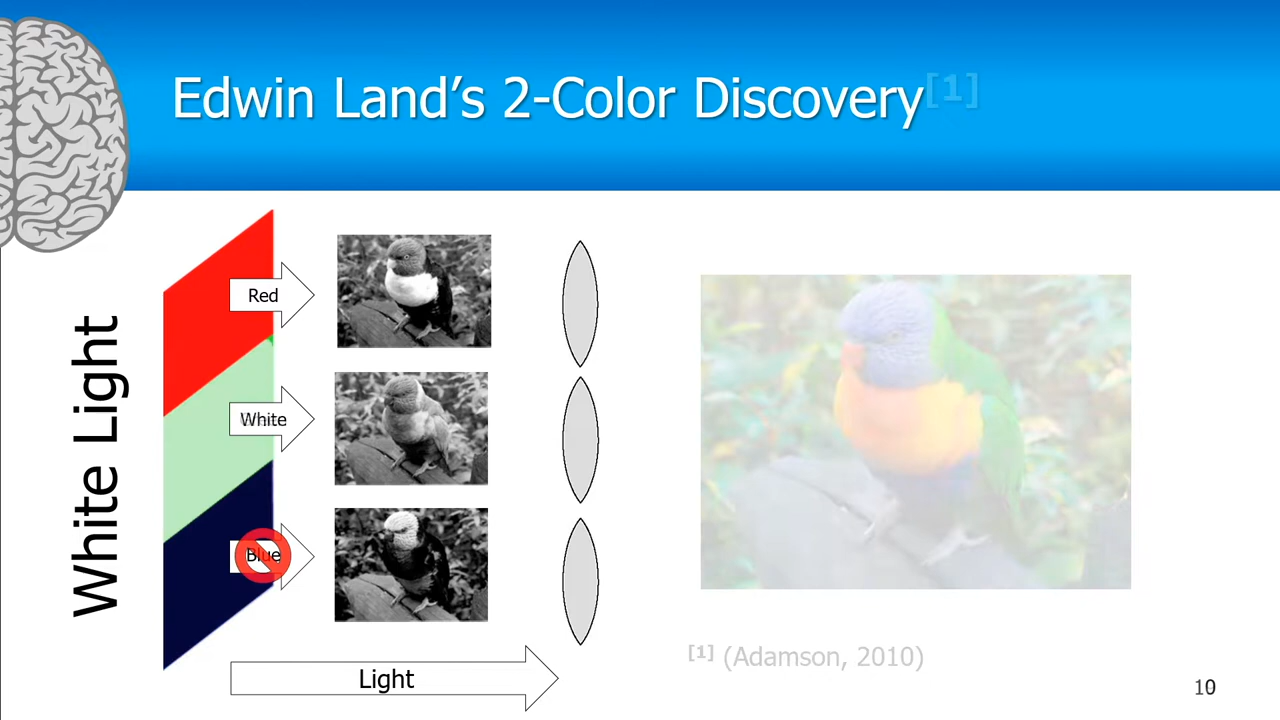 Edwin Land's 2-Color Discovery[1]
White Light
Red
White
Blue
Light
[1] (Adamson, 2010)
10